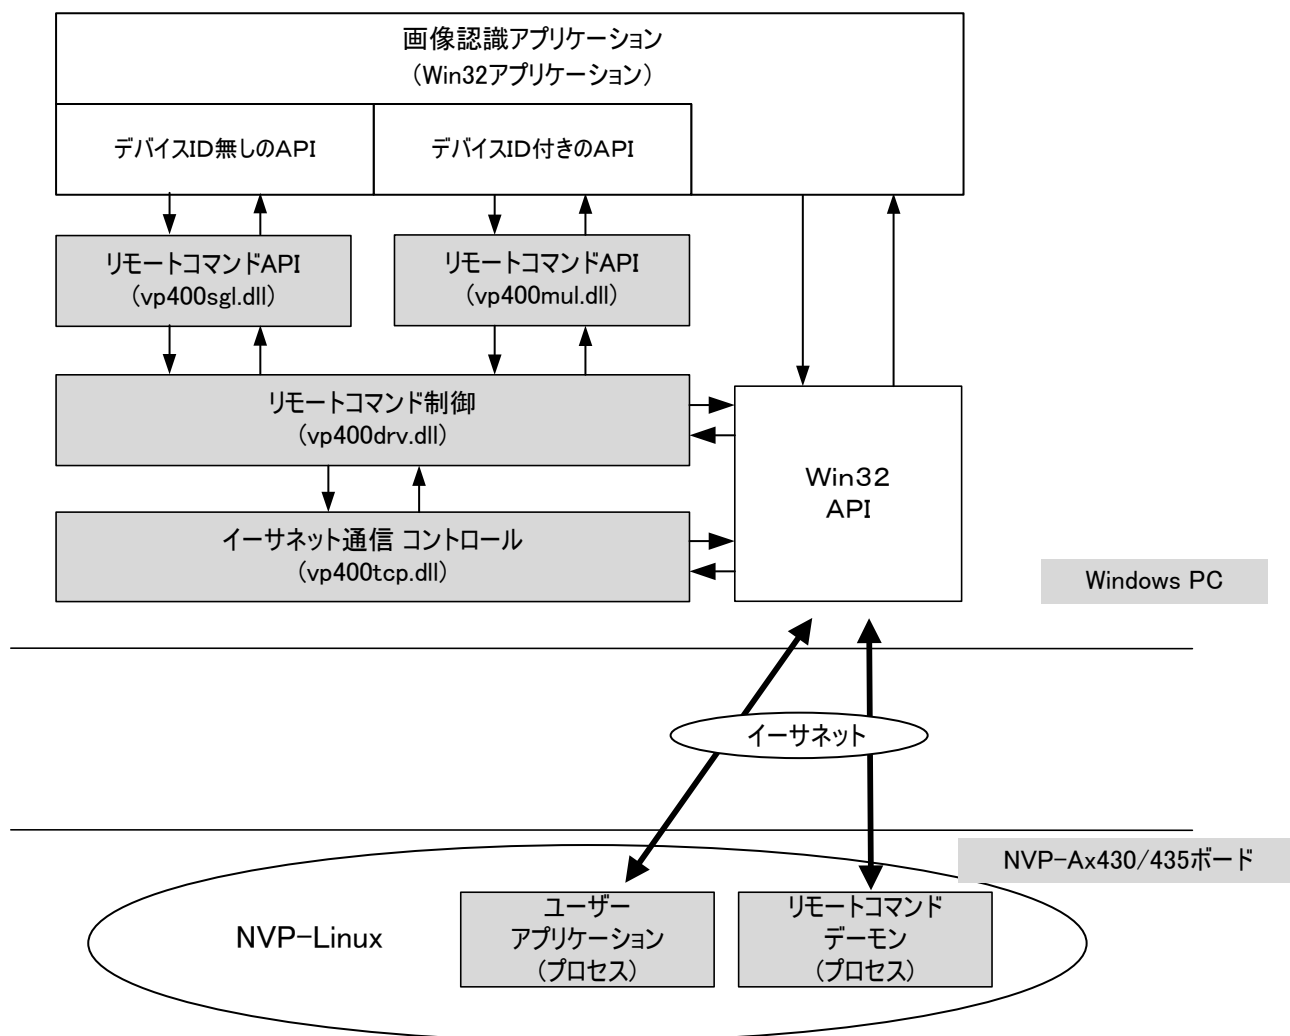 画像認識アプリケーション
（Win32アプリケーション）
デバイスID無しのAPI
デバイスID付きのAPI
リモートコマンドAPI
（vp400sgl.dll）
リモートコマンドAPI
（vp400mul.dll）
リモートコマンド制御
（vp400drv.dll）
Win32
API
イーサネット通信 コントロール
（vp400tcp.dll）
Windows PC
イーサネット
NVP-Ax430/435ボード
NVP-Linux
ユーザー
アプリケーション
（プロセス）
リモートコマンド
デーモン
（プロセス）